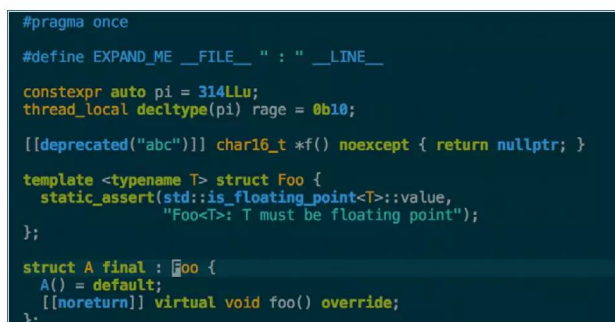 #pragma once
#define EXPAND_ME __FILE__ " : " __LINE__
constexpr auto pi = 314LLu;
thread_local decltype(pi) rage = 0b10;
[[deprecated("abc")]] char16_t *f() noexcept { return nullptr; }
template <typename T> struct Foo {
static_assert(std::is_floating_point<T>::value,
"Foo<T>: T must be floating point");
};
struct A final : Foo {
A() = default;
[[noreturn]] virtual void foo() override;
};